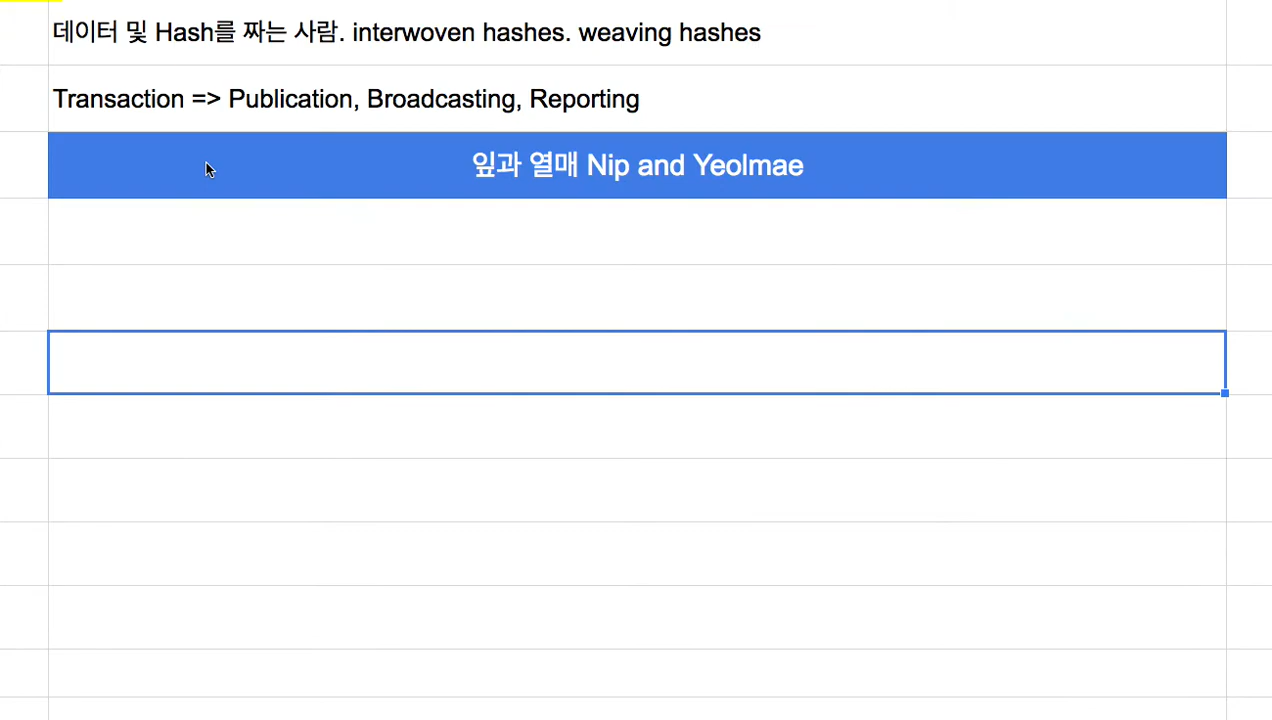 데이터 및 Hash를 짜는 사람. interwoven hashes. weaving hashes
Transaction => Publication, Broadcasting, Reporting
잎과 열매 Nip and Yeolmae